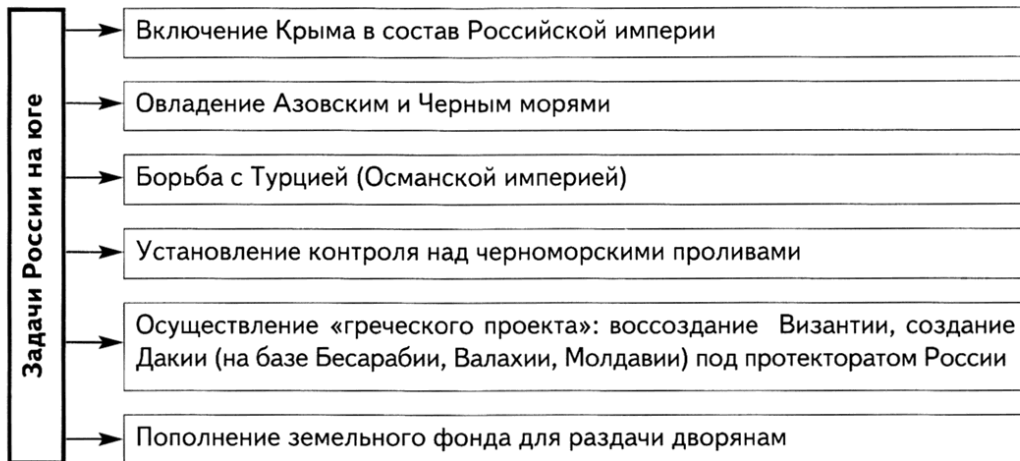 Задачи России на юге
Включение Крыма в состав Российской империи
Овладение Азовским и Черным морями
Борьба с Турцией (Османской империей)
Установление контроля над черноморскими проливами
Осуществление «греческого проекта»: воссоздание Византии, создание
Дакии (на базе Бесарабии, Валахии, Молдавии) под протекторатом России
Пополнение земельного фонда для раздачи дворянам